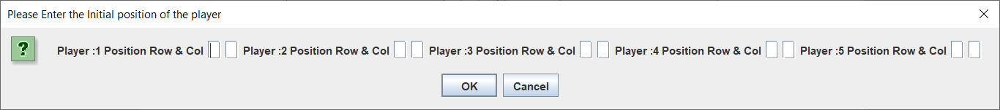 Please Enter the Initial position of the player
? Player :1 Position Row & Col Player :2 Position Row & Col Player :3 Position Row & Col Player :4 Position Row & Col Player :5 Position Row & Col
OK Cancel